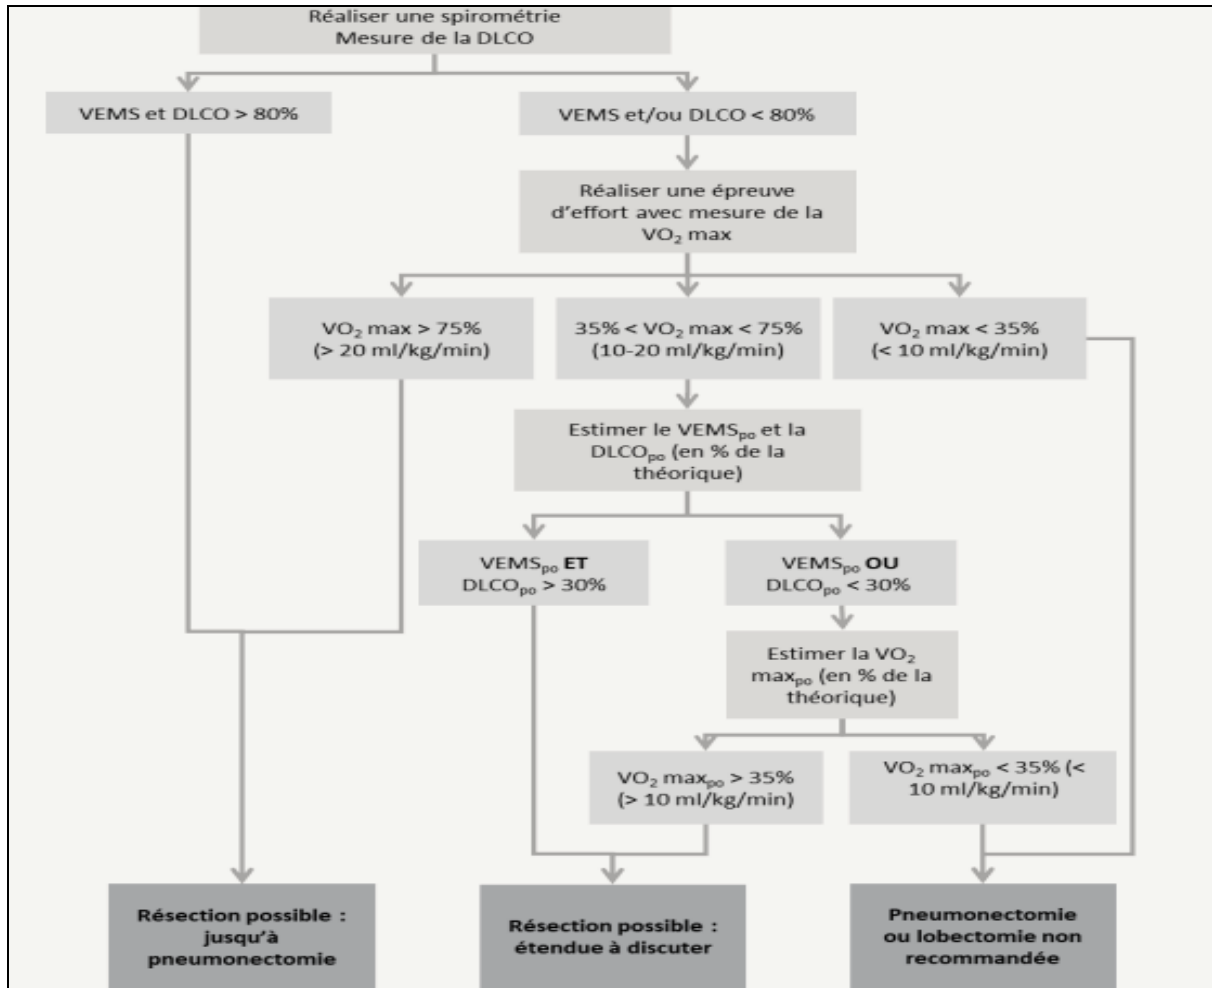 Réaliser une spirométrie
Mesure de la DLCO
VEMS et DLCO > 80%
VEMS et/ou DLCO < 80%
Réaliser une épreuve
d'effort avec mesure de la
VO₂ max
VO₂ max > 75%
(> 20 ml/kg/min)
35% < VO₂ max < 75%
(10-20 ml/kg/min)
VO₂ max < 35%
(< 10 ml/kg/min)
Estimer le VEMSpo et la
DLCOpo (en % de la
théorique)
VEMSpo ET
DLCOpo > 30%
VEMSpo OU
DLCOpo < 30%
Estimer la VO₂
maxpo (en % de la
théorique)
VO₂ maxpo > 35%
(> 10 ml/kg/min)
VO₂ maxpo < 35% (<
10 ml/kg/min)
Résection possible :
jusqu'à
pneumonectomie
Résection possible :
étendue à discuter
Pneumonectomie
ou lobectomie non
recommandée